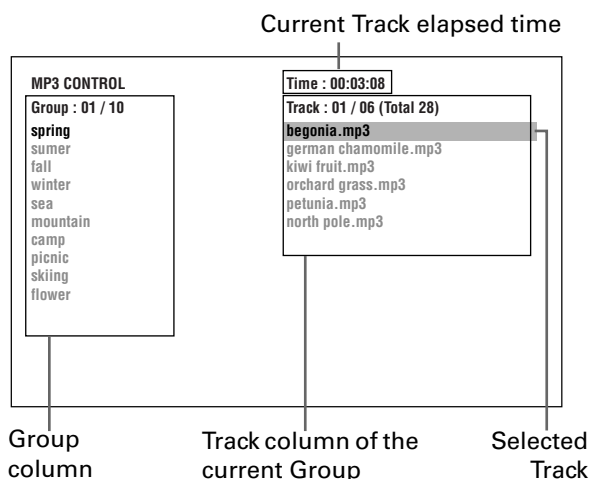 Current Track elapsed time
MP3 CONTROL
Time : 00:03:08
Group : 01 / 10
spring
sumer
fall
winter
sea
mountain
camp
picnic
skiing
flower
Track : 01 / 06 (Total 28)
begonia.mp3
german chamomile.mp3
kiwi fruit.mp3
orchard grass.mp3
petunia.mp3
north pole.mp3
Group
column
Track column of the
current Group
Selected
Track